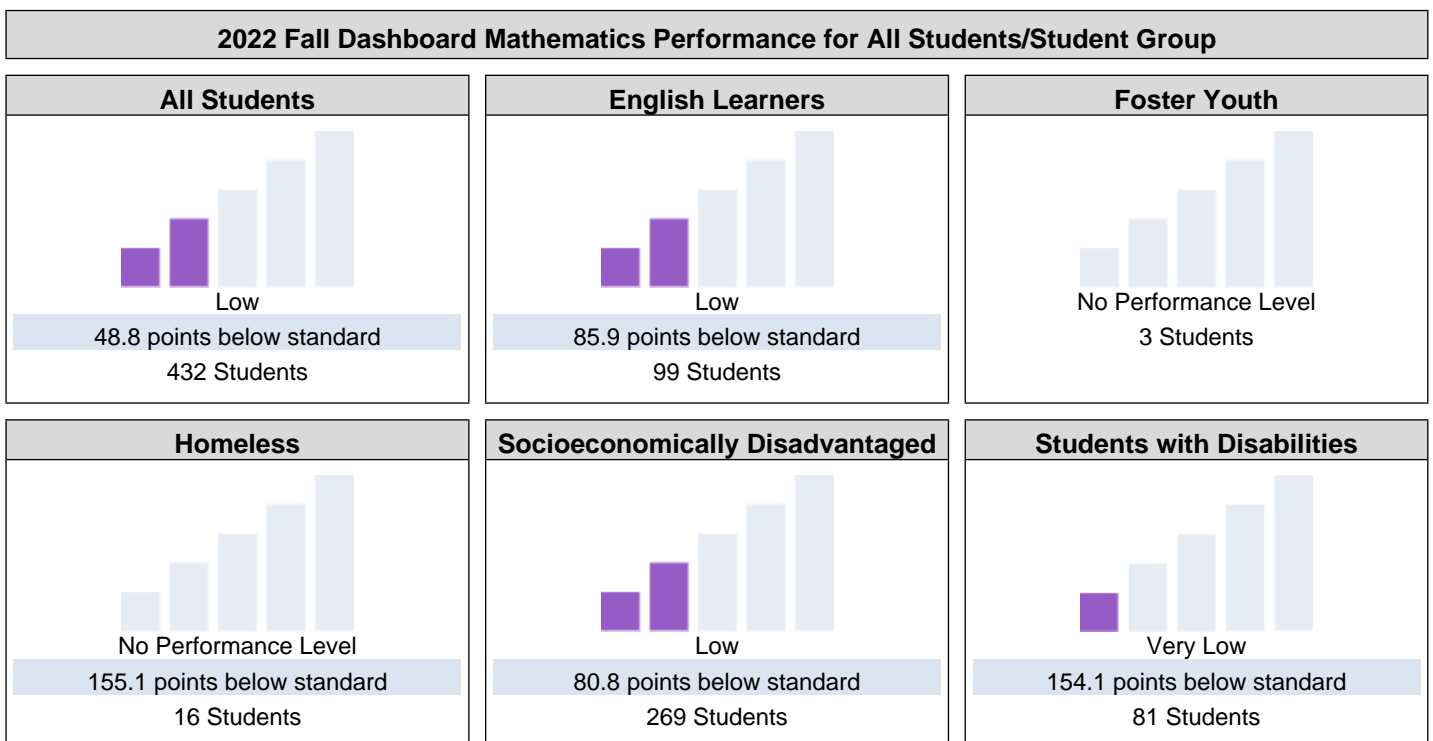 2022 Fall Dashboard Mathematics Performance for All Students/Student Group
All Students
Low
48.8 points below standard
432 Students
English Learners
Low
85.9 points below standard
99 Students
Foster Youth
No Performance Level
3 Students
Homeless
No Performance Level
155.1 points below standard
16 Students
Socioeconomically Disadvantaged
Low
80.8 points below standard
269 Students
Students with Disabilities
Very Low
154.1 points below standard
81 Students